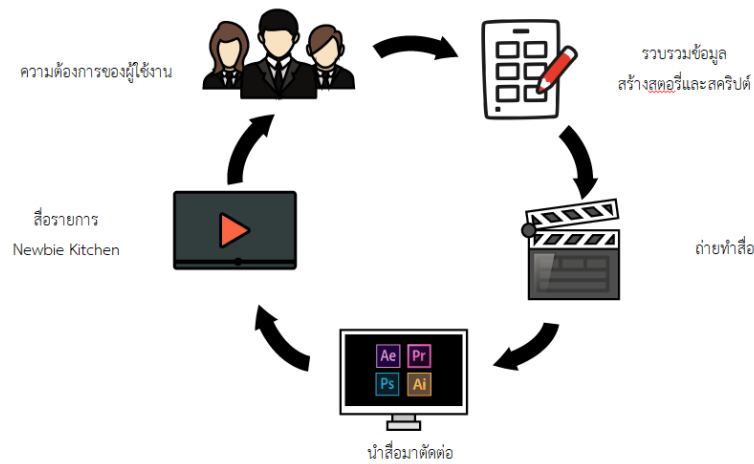 ความต้องการของผู้ใช้งาน
รวบรวมข้อมูล
สร้างสตอรี่และสคริปต์
ถ่ายทำสื่อ
Ae Pr
Ps Ai
นำสื่อมาตัดต่อ
สื่อรายการ
Newbie Kitchen